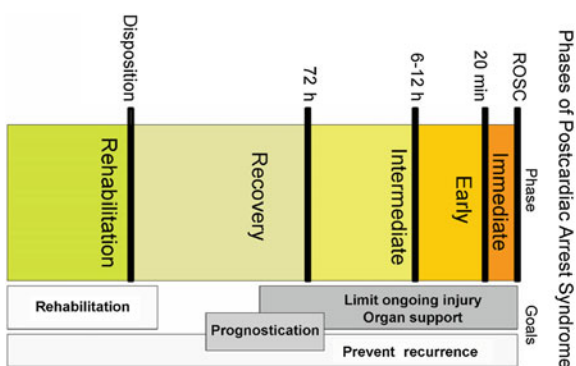 Phases of Postcardiac Arrest Syndrome
Phase
ROSC
Immediate
20 min
Early
6-12 h
Intermediate
72 h
Recovery
Disposition
Rehabilitation
Goals
Limit ongoing injury
Organ support
Prognostication
Rehabilitation
Prevent recurrence